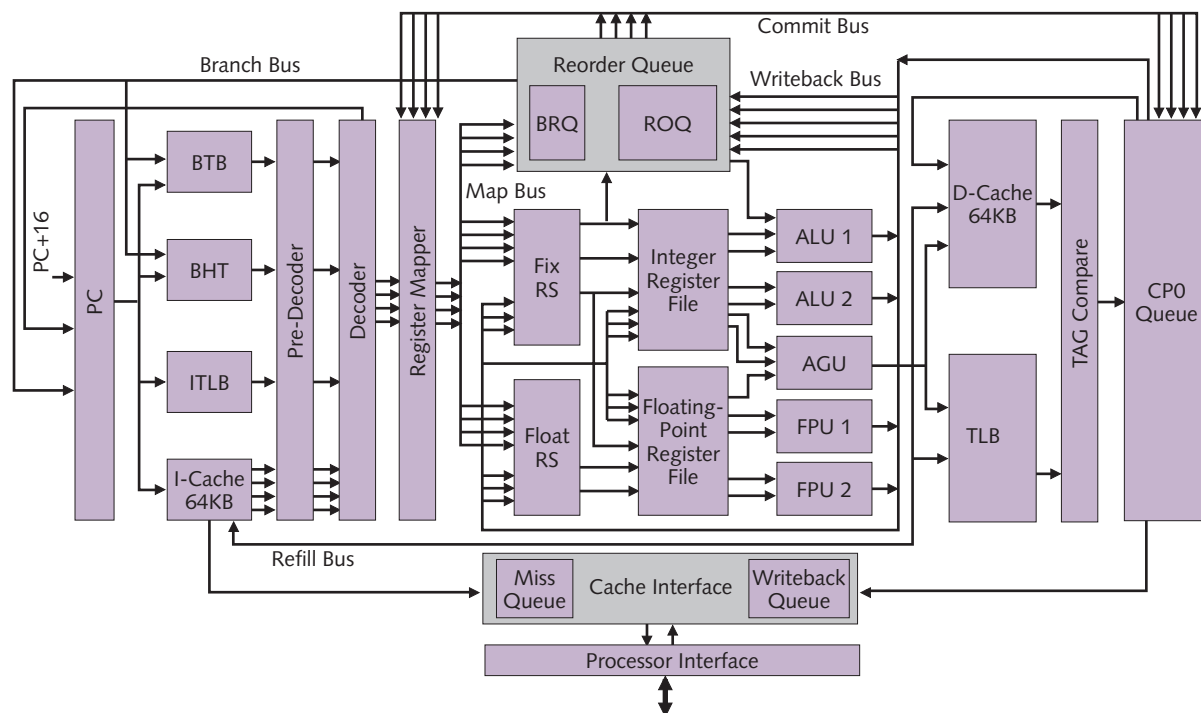 Commit Bus
Reorder Queue
Branch Bus
Writeback Bus
BRQ
ROQ
BTB
Map Bus
D-Cache
64KB
PC+16
BHT
ALU 1
Fix
RS
Integer
Register
File
ALU 2
PC
Pre-Decoder
Decoder
Register Mapper
TAG Compare
CP0
Queue
AGU
ITLB
Float
RS
Floating-
Point
Register
File
FPU 1
TLB
I-Cache
64KB
FPU 2
Refill Bus
Miss
Queue
Cache Interface
Writeback
Queue
Processor Interface